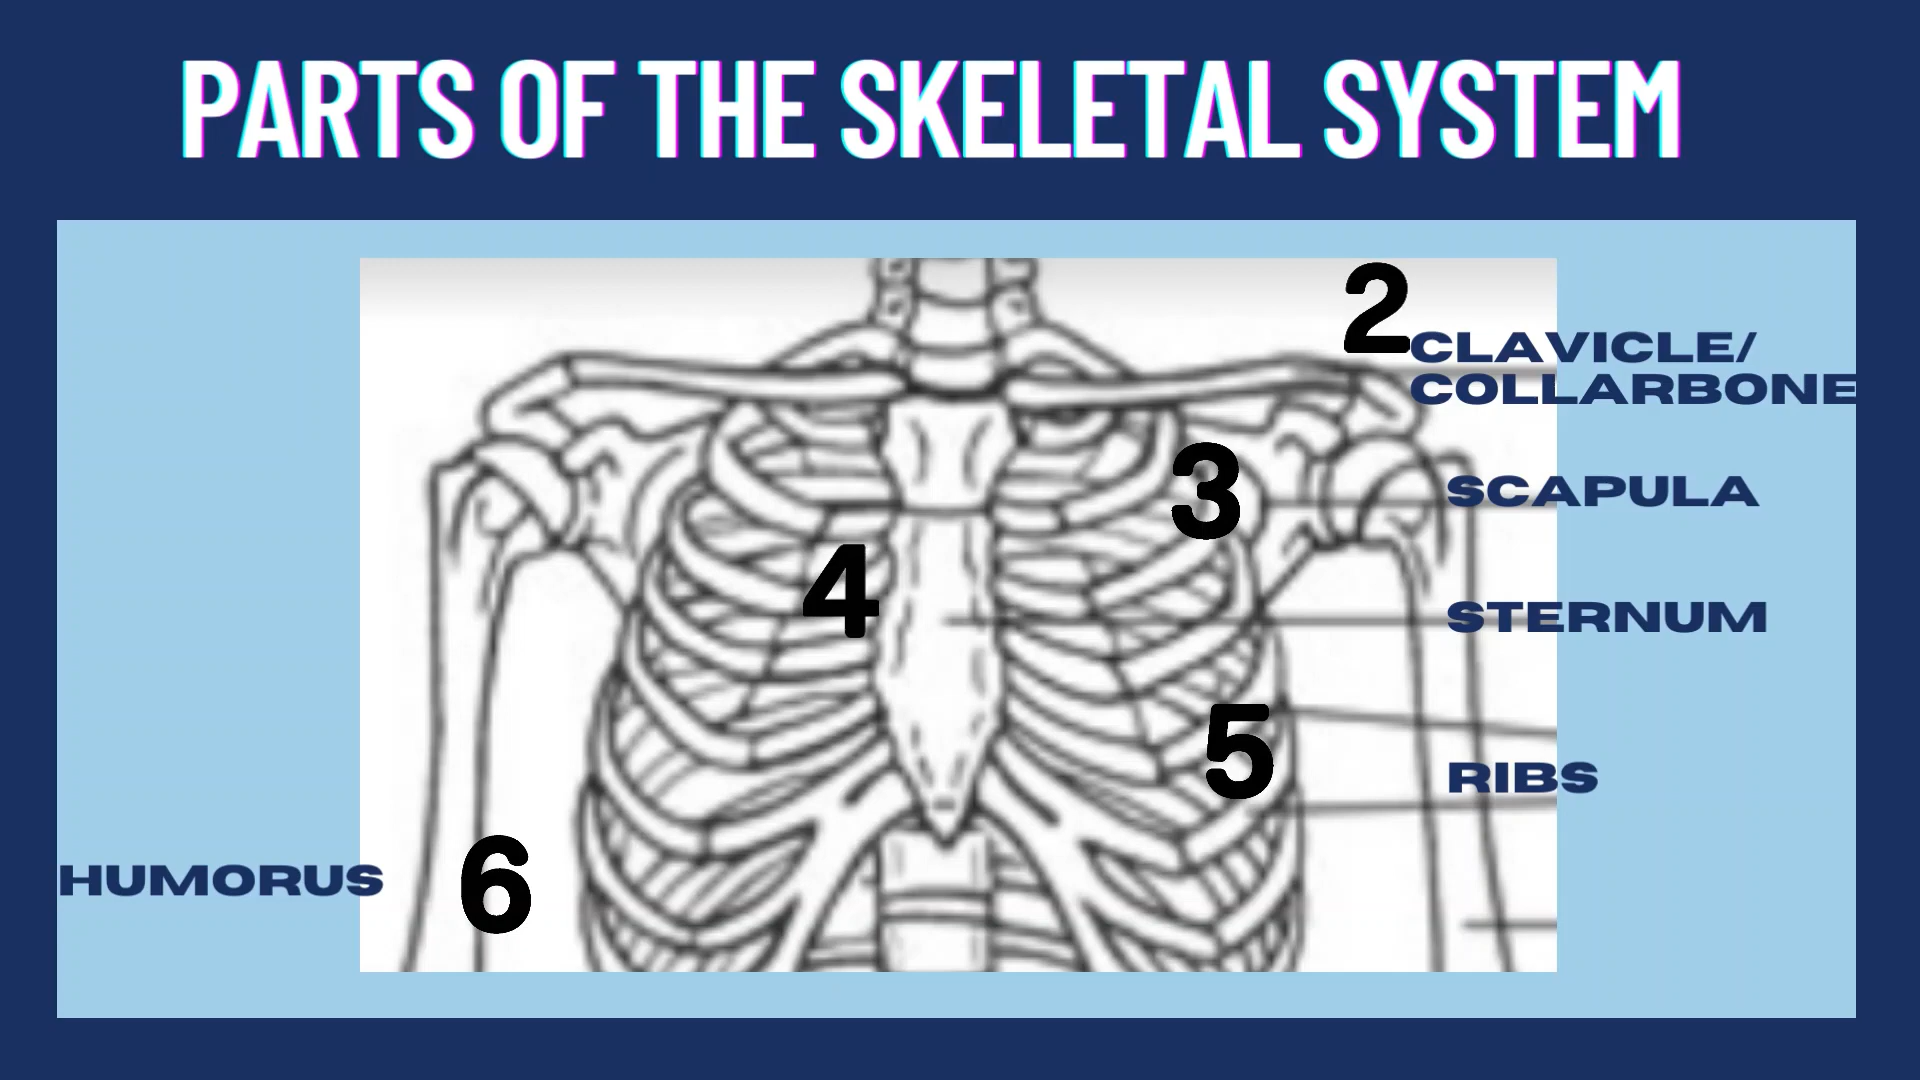 PARTS OF THE SKELETAL SYSTEM
2
CLAVICLE/
COLLARBONE
3
SCAPULA
4
STERNUM
5
RIBS
6
HUMORUS